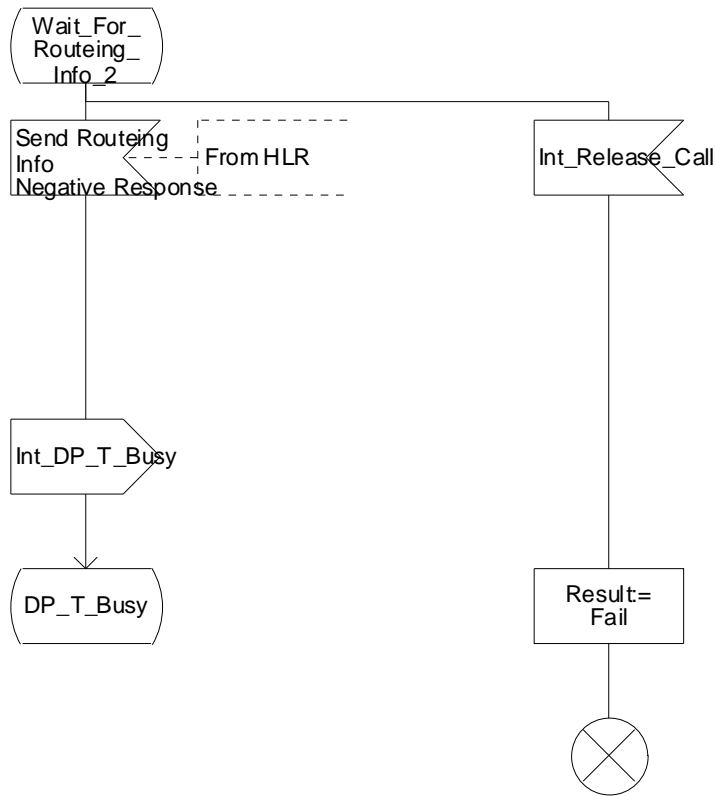 Wait_For_
Routeing_
Info_2
Send Routeing
Info
Negative Response
From HLR
Int_Release_Call
Int_DP_T_Busy
DP_T_Busy
Result:=
Fail